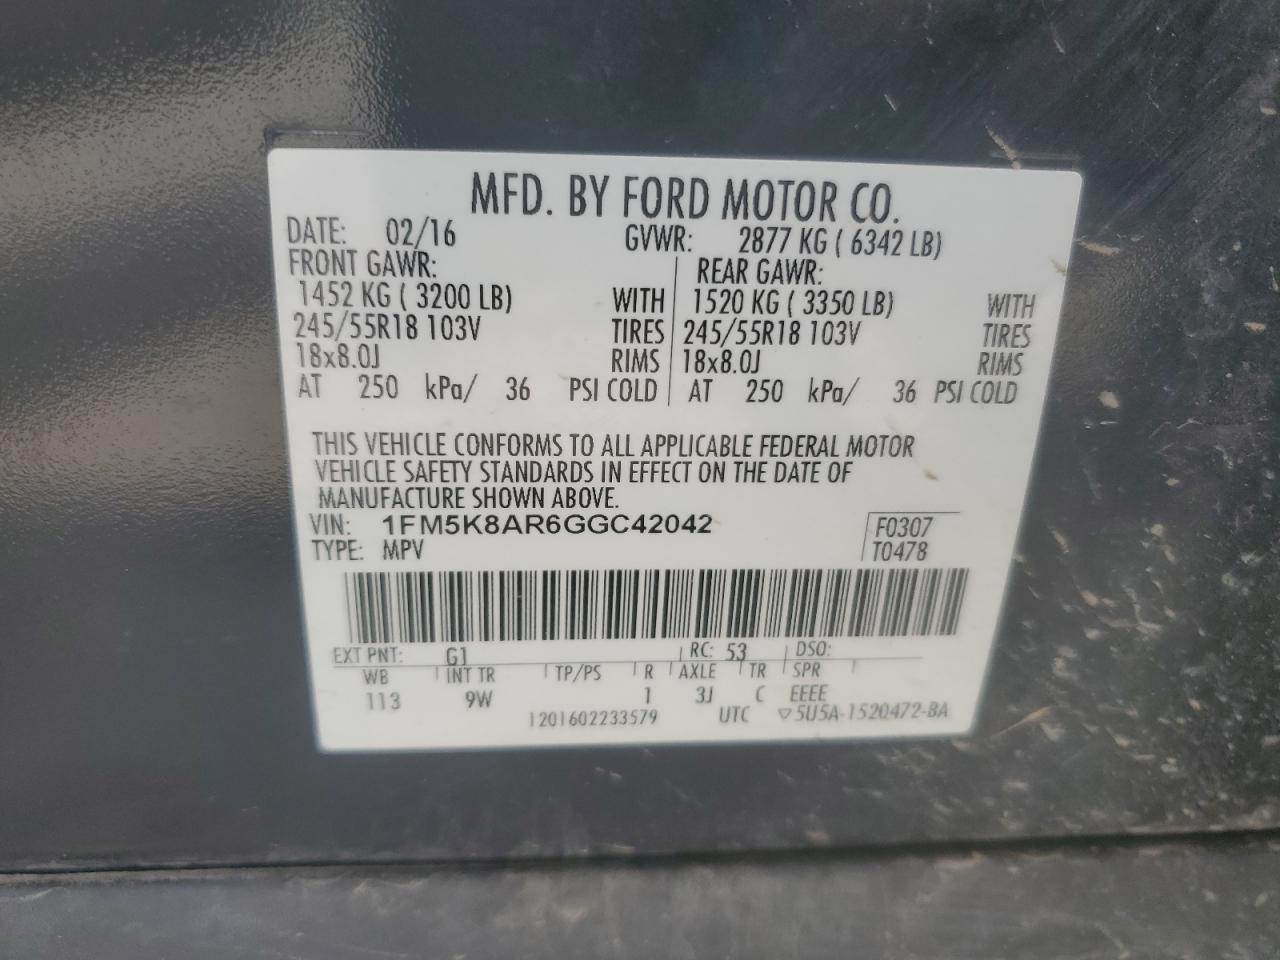 MFD. BY FORD MOTOR CO.
DATE: 02/16 GVWR: 2877 KG ( 6342 LB)
FRONT GAWR: REAR GAWR:
1452 KG ( 3200 LB) WITH 1520 KG ( 3350 LB) WITH
245/55R18 103V TIRES 245/55R18 103V TIRES
18x8.0J RIMS 18x8.0J RIMS
AT 250 kPa/ 36 PSI COLD AT 250 kPa/ 36 PSI COLD
THIS VEHICLE CONFORMS TO ALL APPLICABLE FEDERAL MOTOR
VEHICLE SAFETY STANDARDS IN EFFECT ON THE DATE OF
MANUFACTURE SHOWN ABOVE.
VIN: 1FM5K8AR6GGC42042 F0307
TYPE: MPV T0478
EXT PNT: G1 RC: 53 DSO:
WB INT TR TP/PS R AXLE TR SPR
113 9W 1 3J C EEEE
1201602233579 UTC ▽5U5A-1520472-BA